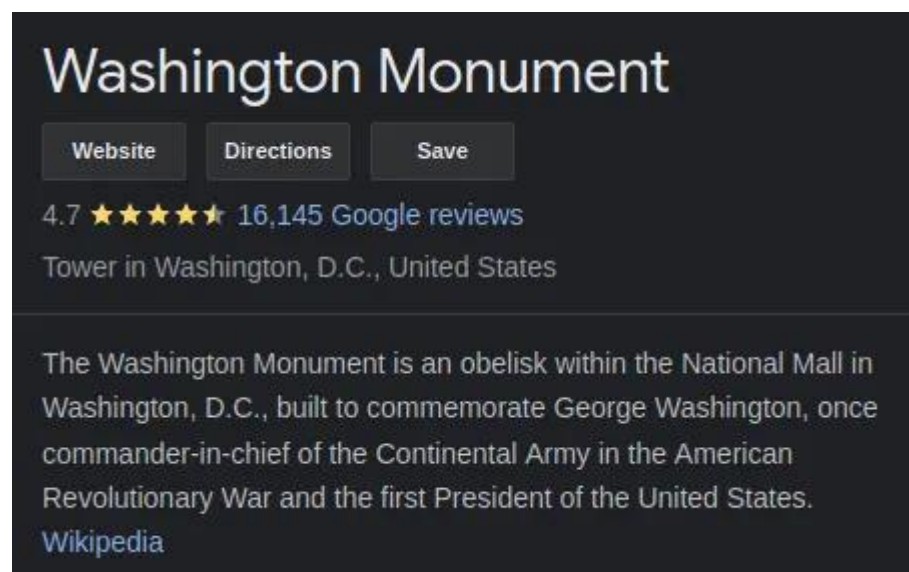 Washington Monument
Website Directions Save
4.7 16,145 Google reviews
Tower in Washington, D.C., United States
The Washington Monument is an obelisk within the National Mall in
Washington, D.C., built to commemorate George Washington, once
commander-in-chief of the Continental Army in the American
Revolutionary War and the first President of the United States.
Wikipedia